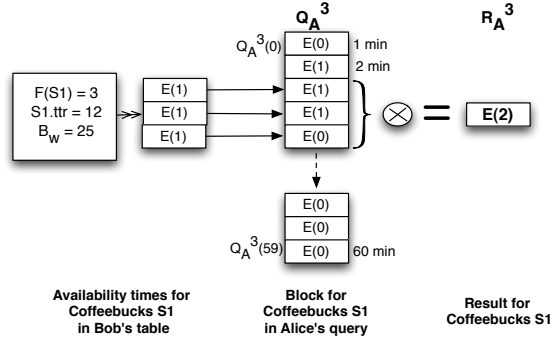 Q_A^3 R_A^3
Q_A^3(0) E(0) 1 min
E(1) 2 min
F(S1) = 3
S1.ttr = 12
B_w = 25
E(1) E(1)
E(1) E(1)
E(1) E(0)
= E(2)
E(0)
E(0)
Q_A^3(59) E(0) 60 min
Availability times for
Coffeebucks S1
in Bob's table
Block for
Coffeebucks S1
in Alice's query
Result for
Coffeebucks S1